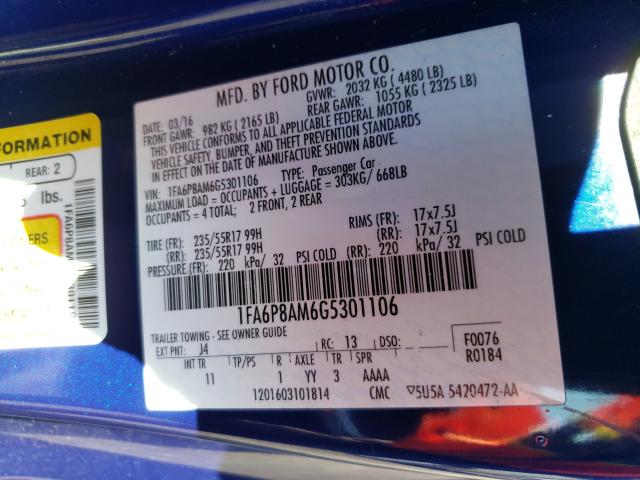 MFD. BY FORD MOTOR CO.
DATE: 03/16 GVWR: 2032 KG ( 4480 LB)
FRONT GAWR: 982 KG ( 2165 LB) REAR GAWR: 1055 KG ( 2325 LB)
THIS VEHICLE CONFORMS TO ALL APPLICABLE FEDERAL MOTOR
VEHICLE SAFETY, BUMPER, AND THEFT PREVENTION STANDARDS
IN EFFECT ON THE DATE OF MANUFACTURE SHOWN ABOVE.
VIN: 1FA6P8AM6G5301106 TYPE: Passenger Car
MAXIMUM LOAD = OCCUPANTS + LUGGAGE = 303KG/ 668LB
OCCUPANTS = 4 TOTAL; 2 FRONT, 2 REAR
TIRE (FR): 235/55R17 99H RIMS (FR): 17x7.5J
(RR): 235/55R17 99H (RR): 17x7.5J
PRESSURE (FR): 220 kPa/ 32 PSI COLD (RR): 220 kPa/ 32 PSI COLD
1FA6P8AM6G5301106
TRAILER TOWING - SEE OWNER GUIDE
EXT PNT: J4 RC: 13 DSO: F0076
INT TR TP/PS R AXLE TR SPR R0184
11 1 YY 3 AAAA
1201603101814 CMC 5U5A 5420472-AA
FORMATION
REAR: 2
lbs.